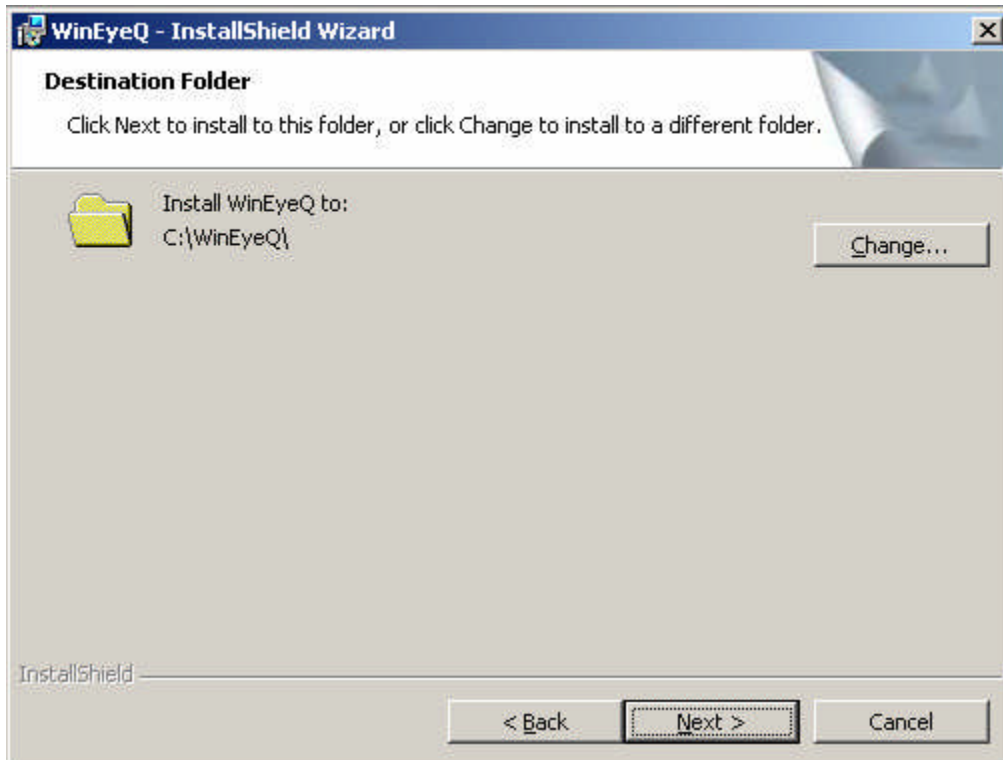 WinEyeQ - InstallShield Wizard
Destination Folder
Click Next to install to this folder, or click Change to install to a different folder.
Install WinEyeQ to:
C:\WinEyeQ\
Change...
InstallShield
< Back
Next >
Cancel